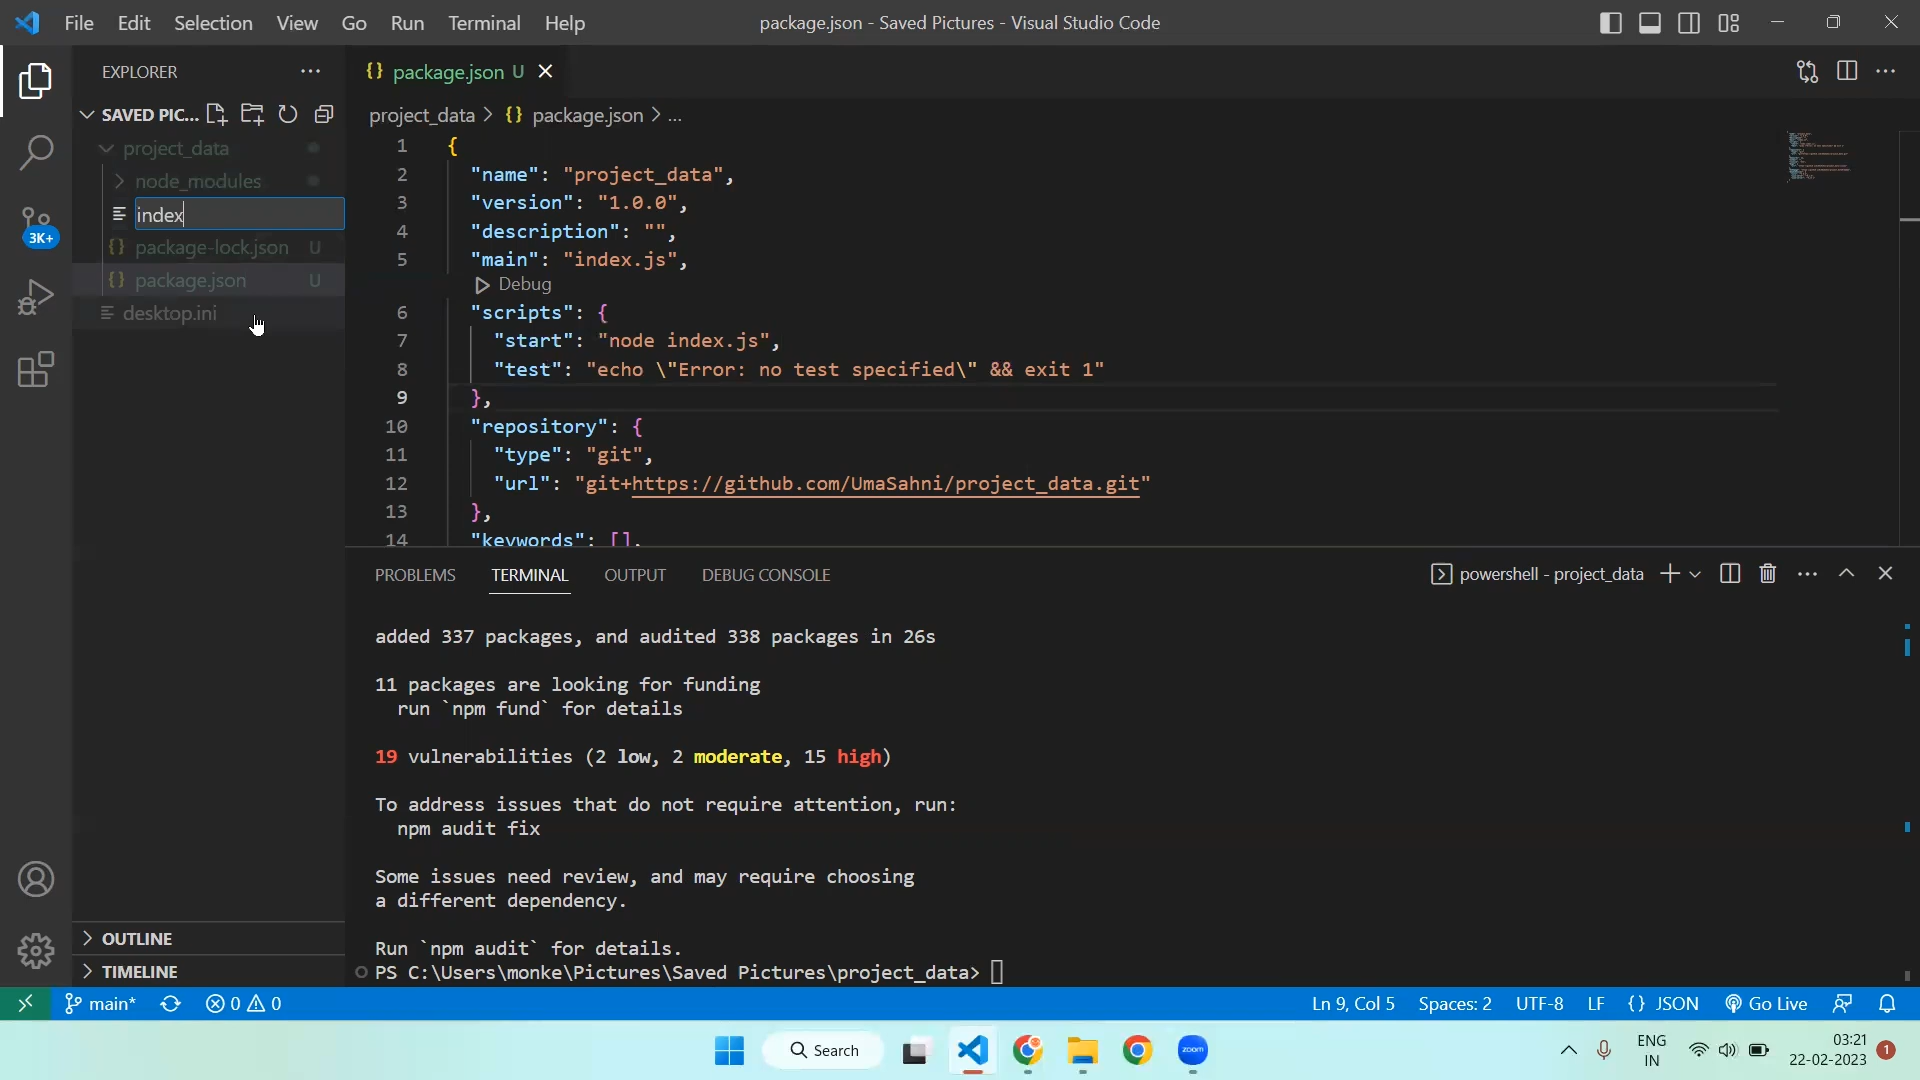 File Edit Selection View Go Run Terminal Help
package.json - Saved Pictures - Visual Studio Code
EXPLORER
SAVED PIC...
project_data
node_modules
index
package-lock.json U
package.json U
desktop.ini
3K+
OUTLINE
TIMELINE
{} package.json U
project_data > {} package.json > ...
1 {
2 "name": "project_data",
3 "version": "1.0.0",
4 "description": "",
5 "main": "index.js",
Debug
6 "scripts": {
7 "start": "node index.js",
8 "test": "echo \"Error: no test specified\" && exit 1"
9 },
10 "repository": {
11 "type": "git",
12 "url": "git+https://github.com/UmaSahni/project_data.git"
13 },
14 "keywords": [],
PROBLEMS TERMINAL OUTPUT DEBUG CONSOLE
powershell - project_data
added 337 packages, and audited 338 packages in 26s
11 packages are looking for funding
run `npm fund` for details
19 vulnerabilities (2 low, 2 moderate, 15 high)
To address issues that do not require attention, run:
npm audit fix
Some issues need review, and may require choosing
a different dependency.
Run `npm audit` for details.
PS C:\Users\monke\Pictures\Saved Pictures\project_data>
main* 0 0
Ln 9, Col 5 Spaces: 2 UTF-8 LF {} JSON Go Live
Search
zoom
ENG
IN
03:21
22-02-2023
1